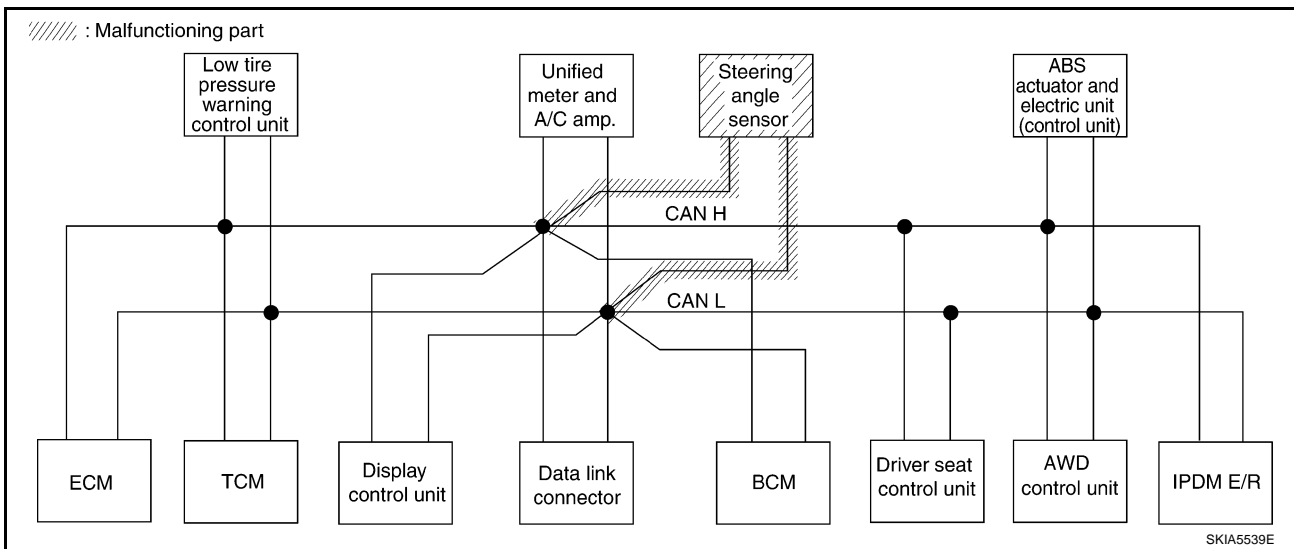 : Malfunctioning part
Low tire
pressure
warning
control unit
Unified
meter and
A/C amp.
Steering
angle
sensor
ABS
actuator and
electric unit
(control unit)
CAN H
CAN L
ECM
TCM
Display
control unit
Data link
connector
BCM
Driver seat
control unit
AWD
control unit
IPDM E/R
SKIA5539E